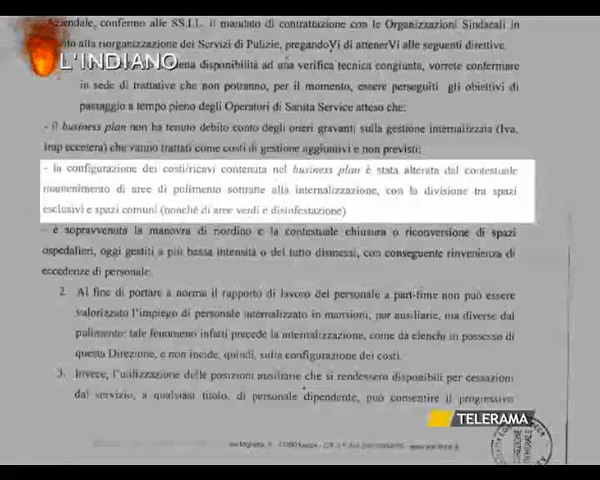 Aziendale, confermo alle SS.LL. il mandato di contrattazione con le Organizzazioni Sindacali in
alla riorganizzazione dei Servizi di Pulizie, pregandoVi di attenerVi alle seguenti direttive.
L'INDIANO
disponibilità ad una verifica tecnica congiunta, vorrete confermare
in sede di trattative che non potranno, per il momento, essere perseguiti gli obiettivi di
passaggio a tempo pieno degli Operatori di Sanita Service atteso che:
- il business plan non ha tenuto debito conto degli oneri gravanti sulla gestione internalizzata (Iva,
Irap eccetera) che vanno trattati come costi di gestione aggiuntivi e non previsti;
- la configurazione dei costi/ricavi contenuta nel business plan è stata alterata dal contestuale
mantenimento di aree di pulimento sottratte alla internalizzazione, con la divisione tra spazi
esclusivi e spazi comuni (nonché di aree verdi e disinfestazione)
- è sopravvenuta la manovra di riordino e la contestuale chiusura o riconversione di spazi
ospedalieri, oggi gestiti a più bassa intensità o del tutto dismessi, con conseguente rinvenienza di
eccedenze di personale.
2. Al fine di portare a norma il rapporto di lavoro del personale a part-time non può essere
valorizzato l'impiego di personale internalizzato in mansioni, pur ausiliarie, ma diverse dal
pulimento: tale fenomeno infatti precede la internalizzazione, come da elenchi in possesso di
questa Direzione, e non incide, quindi, sulla configurazione dei costi.
3. Invece, l'utilizzazione delle posizioni ausiliarie che si rendessero disponibili per cessazioni
dal servizio, a qualsiasi titolo, di personale dipendente, può consentire il progressivo
TELERAMA